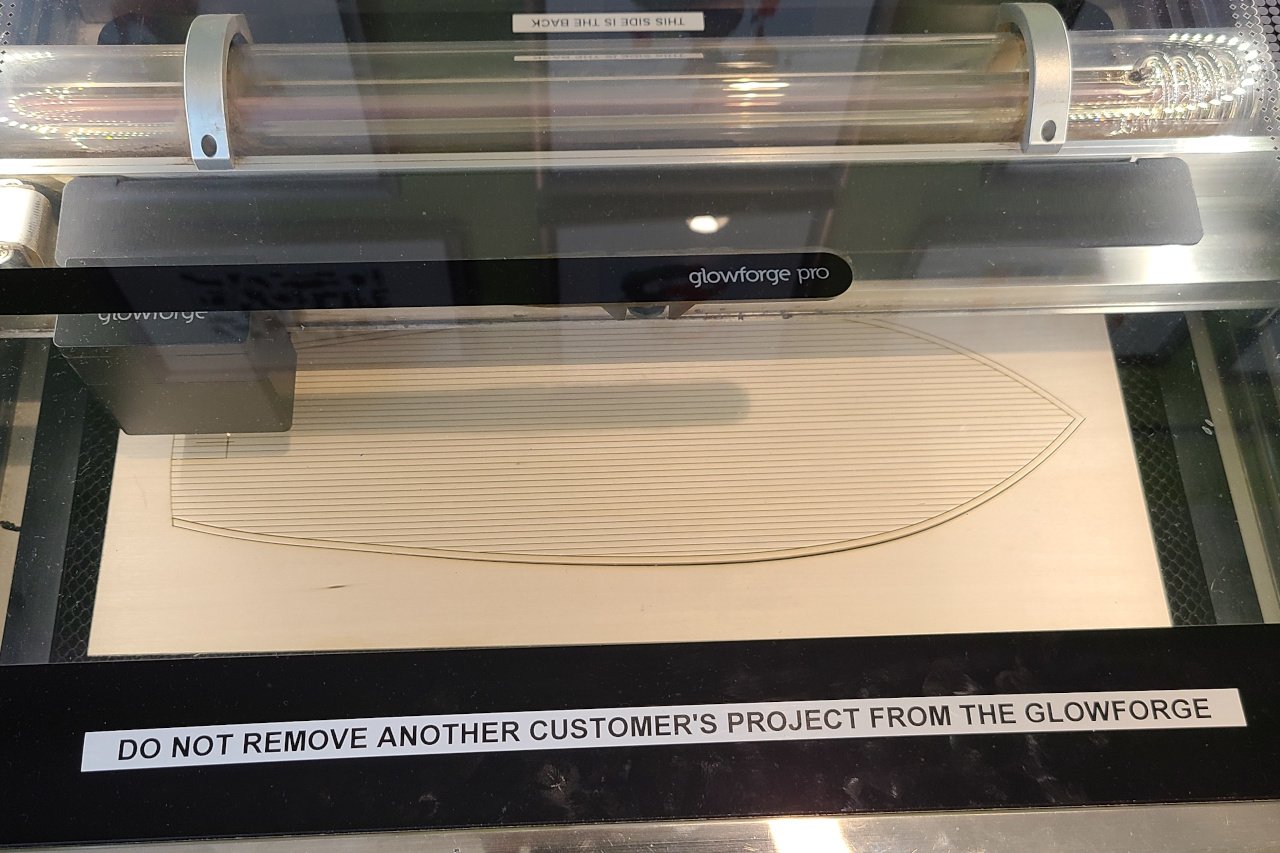 THIS SIDE IS THE BACK
glowforge pro
glowforge
DO NOT REMOVE ANOTHER CUSTOMER'S PROJECT FROM THE GLOWFORGE